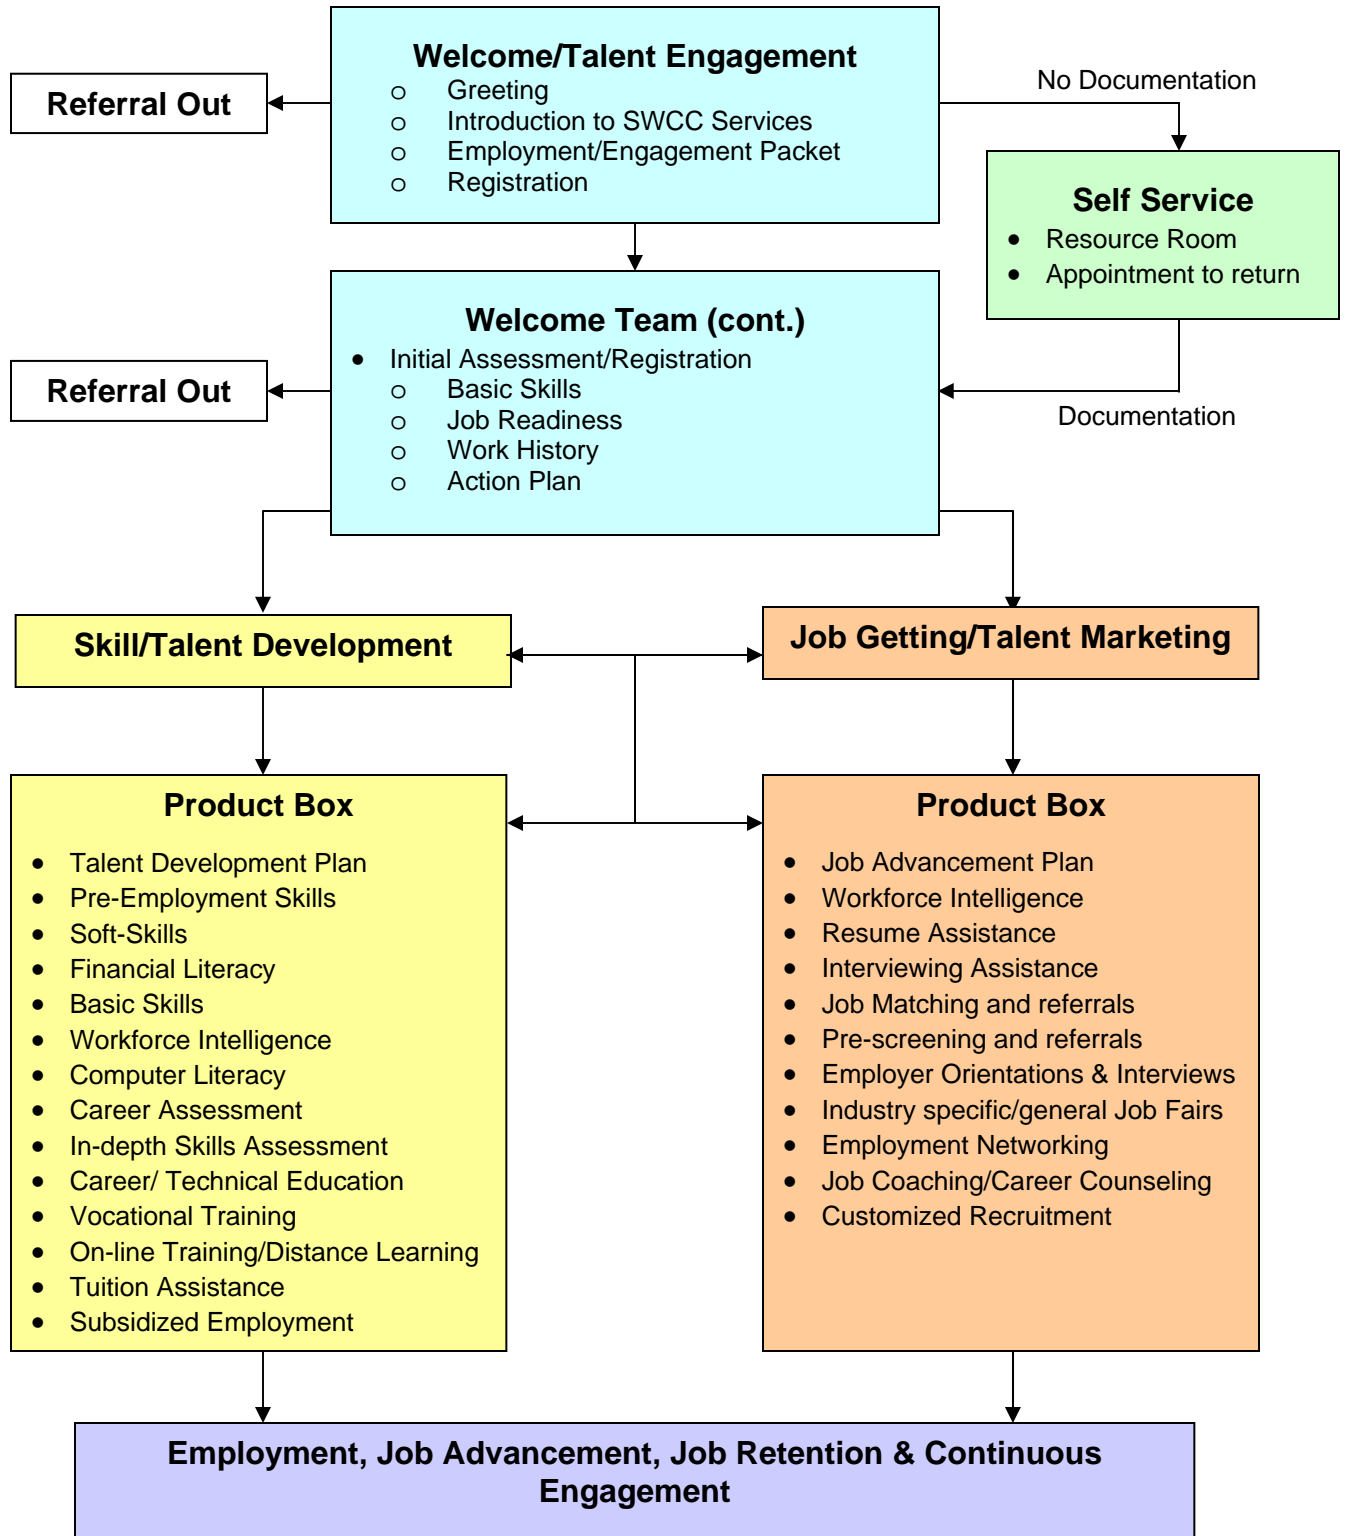 Welcome/Talent Engagement
o Greeting
o Introduction to SWCC Services
o Employment/Engagement Packet
o Registration
Referral Out
No Documentation
Self Service
• Resource Room
• Appointment to return
Documentation
Welcome Team (cont.)
• Initial Assessment/Registration
o Basic Skills
o Job Readiness
o Work History
o Action Plan
Referral Out
Skill/Talent Development
Job Getting/Talent Marketing
Product Box
• Talent Development Plan
• Pre-Employment Skills
• Soft-Skills
• Financial Literacy
• Basic Skills
• Workforce Intelligence
• Computer Literacy
• Career Assessment
• In-depth Skills Assessment
• Career/ Technical Education
• Vocational Training
• On-line Training/Distance Learning
• Tuition Assistance
• Subsidized Employment
Product Box
• Job Advancement Plan
• Workforce Intelligence
• Resume Assistance
• Interviewing Assistance
• Job Matching and referrals
• Pre-screening and referrals
• Employer Orientations & Interviews
• Industry specific/general Job Fairs
• Employment Networking
• Job Coaching/Career Counseling
• Customized Recruitment
Employment, Job Advancement, Job Retention & Continuous
Engagement